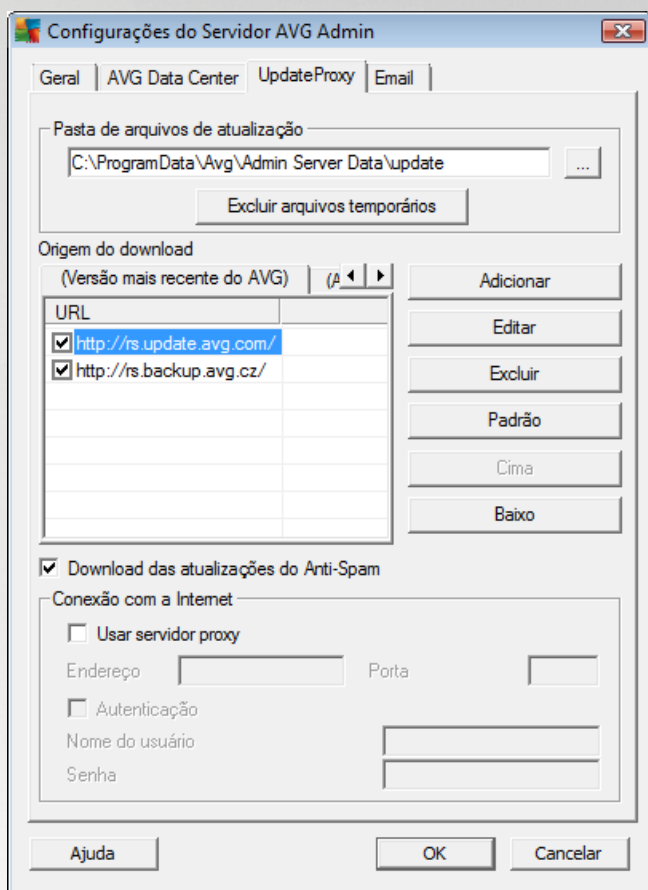 Configurações do Servidor AVG Admin
Geral AVG Data Center UpdateProxy Email
Pasta de arquivos de atualização
C:\ProgramData\Avg\Admin Server Data\update ...
Excluir arquivos temporários
Origem do download
(Versão mais recente do AVG) (A
URL
http://rs.update.avg.com/
http://rs.backup.avg.cz/
Adicionar
Editar
Excluir
Padrão
Cima
Baixo
Download das atualizações do Anti-Spam
Conexão com a Internet
Usar servidor proxy
Endereço Porta
Autenticação
Nome do usuário
Senha
Ajuda OK Cancelar